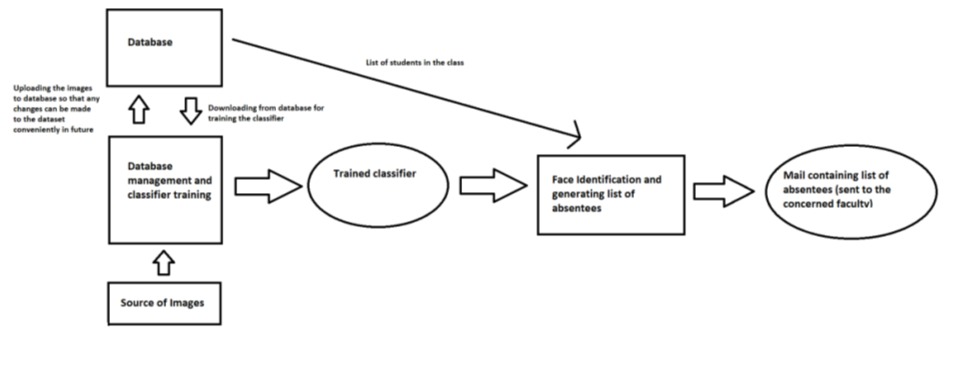 Database
List of students in the class
Uploading the images
to database so that any
changes can be made
to the dataset
conveniently in future
Downloading from database for
training the classifier
Database
management and
classifier training
Trained classifier
Face Identification and
generating list of
absentees
Mail containing list of
absentees (sent to the
concerned faculty)
Source of Images